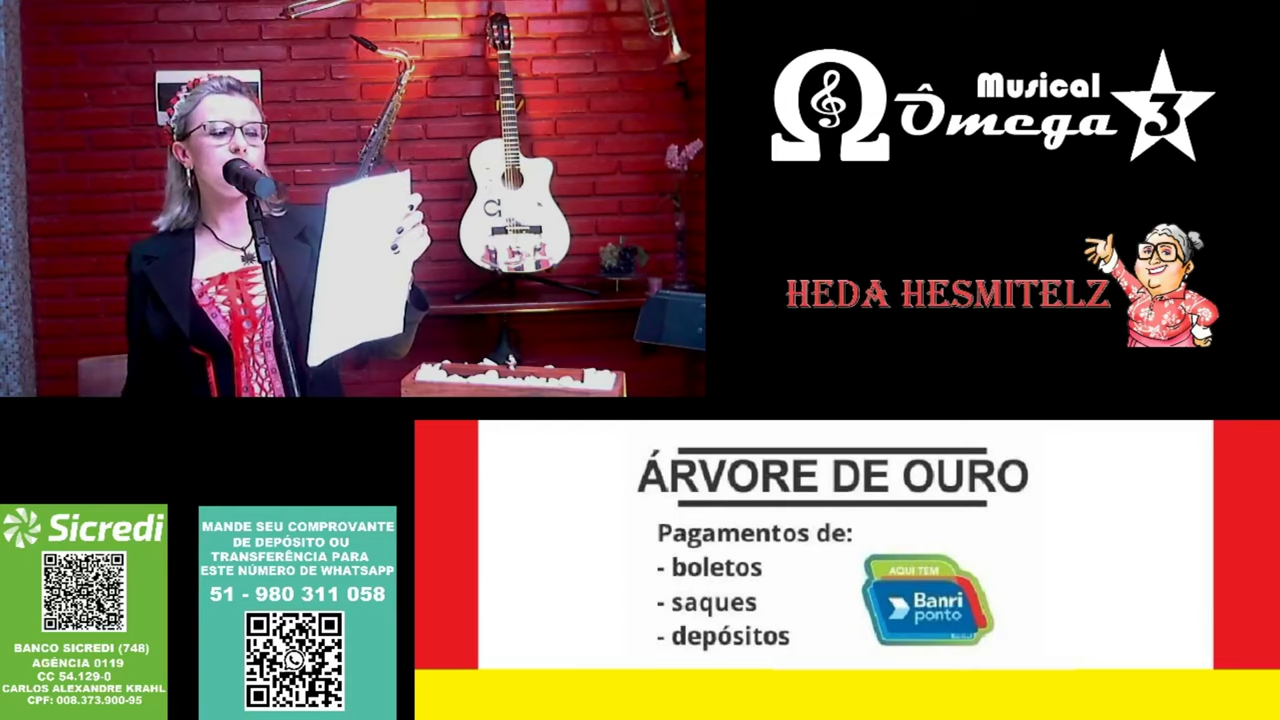 Musical
Ômega 3
HEDA HESMITELZ
ÁRVORE DE OURO
Pagamentos de:
- boletos
- saques
- depósitos
AQUI TEM
Banri
ponto
Sicredi
BANCO SICREDI (748)
AGÊNCIA 0119
CC 54.129-0
CARLOS ALEXANDRE KRAHL
CPF: 008.373.900-95
MANDE SEU COMPROVANTE
DE DEPÓSITO OU
TRANSFERÊNCIA PARA
ESTE NÚMERO DE WHATSAPP
51 - 980 311 058